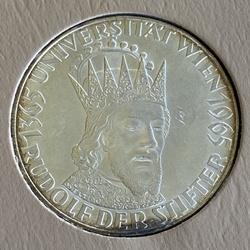 1365 UNIVERSITÄT WIEN 1965
RUDOLF DER STIFTER